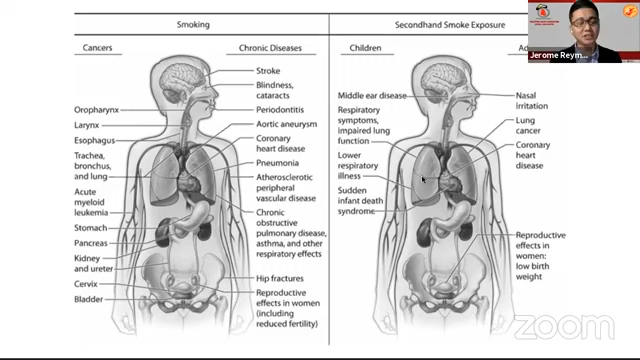 Smoking
Cancers
Chronic Diseases
Oropharynx
Larynx
Esophagus
Trachea,
bronchus,
and lung
Acute
myeloid
leukemia
Stomach
Pancreas
Kidney
and ureter
Cervix
Bladder
Stroke
Blindness,
cataracts
Periodontitis
Aortic aneurysm
Coronary
heart disease
Pneumonia
Atherosclerotic
peripheral
vascular disease
Chronic
obstructive
pulmonary disease,
asthma, and other
respiratory effects
Hip fractures
Reproductive
effects in women
(including
reduced fertility)
Secondhand Smoke Exposure
Children
Ad
Middle ear disease
Respiratory
symptoms,
impaired lung
function
Lower
respiratory
illness
Sudden
infant death
syndrome
Nasal
irritation
Lung
cancer
Coronary
heart
disease
Reproductive
effects in
women:
low birth
weight
Jerome Reym...
zoom